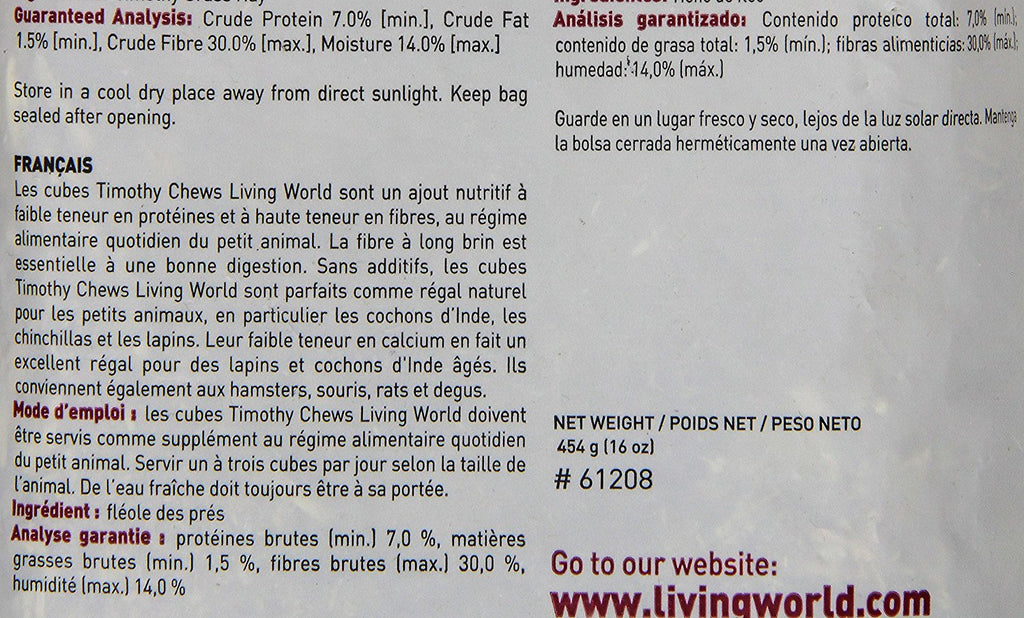 Guaranteed Analysis: Crude Protein 7.0% [min.], Crude Fat
1.5% [min.], Crude Fibre 30.0% [max.], Moisture 14.0% [max.]
Store in a cool dry place away from direct sunlight. Keep bag
sealed after opening.
FRANÇAIS
Les cubes Timothy Chews Living World sont un ajout nutritif à
faible teneur en protéines et à haute teneur en fibres, au régime
alimentaire quotidien du petit animal. La fibre à long brin est
essentielle à une bonne digestion. Sans additifs, les cubes
Timothy Chews Living World sont parfaits comme régal naturel
pour les petits animaux, en particulier les cochons d'Inde, les
chinchillas et les lapins. Leur faible teneur en calcium en fait un
excellent régal pour des lapins et cochons d'Inde âgés. Ils
conviennent également aux hamsters, souris, rats et degus.
Mode d'emploi : les cubes Timothy Chews Living World doivent
être servis comme supplément au régime alimentaire quotidien
du petit animal. Servir un à trois cubes par jour selon la taille de
l'animal. De l'eau fraîche doit toujours être à sa portée.
Ingrédient : fléole des prés
Analyse garantie : protéines brutes (min.) 7,0 %, matières
grasses brutes (min.) 1,5 %, fibres brutes (max.) 30,0 %,
humidité (max.) 14,0 %
Análisis garantizado: Contenido proteico total: 7,0% (mín.);
contenido de grasa total: 1,5% (mín.); fibras alimenticias: 30,0% (máx.);
humedad: 14,0% (máx.)
Guarde en un lugar fresco y seco, lejos de la luz solar directa. Mantenga
la bolsa cerrada herméticamente una vez abierta.
NET WEIGHT / POIDS NET / PESO NETO
454 g (16 oz)
# 61208
Go to our website:
www.livingworld.com